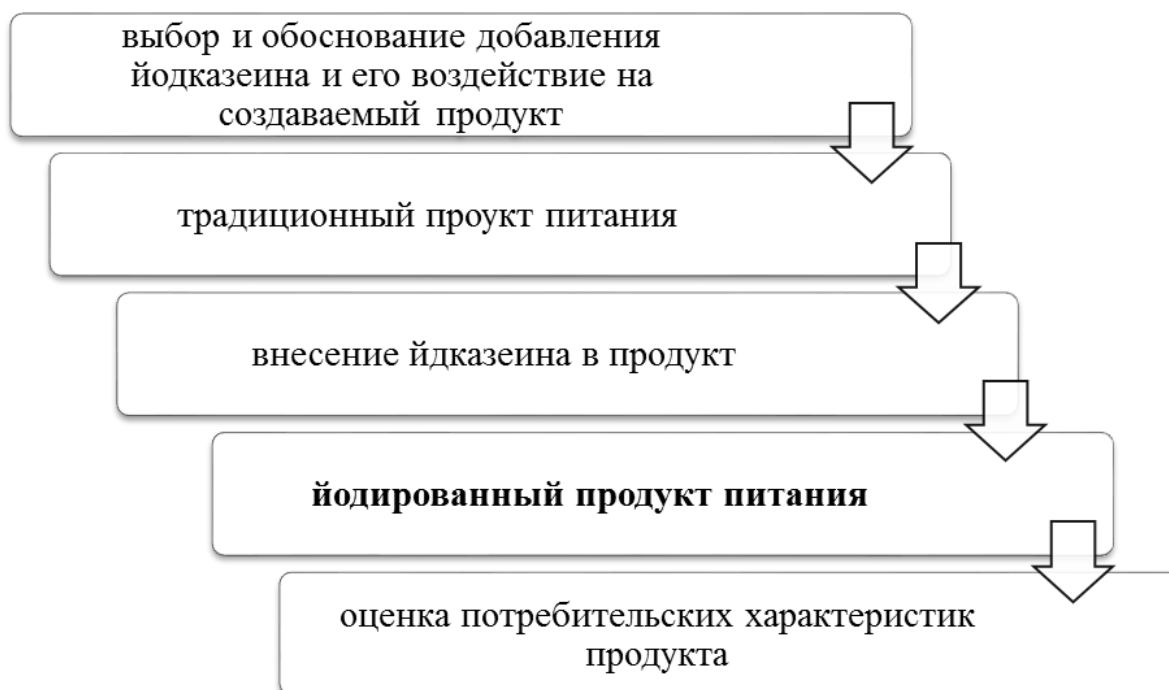 выбор и обоснование добавления
йодказеина и его воздействие на
создаваемый продукт
традиционный проукт питания
внесение йдказеина в продукт
йодированный продукт питания
оценка потребительских характеристик
продукта